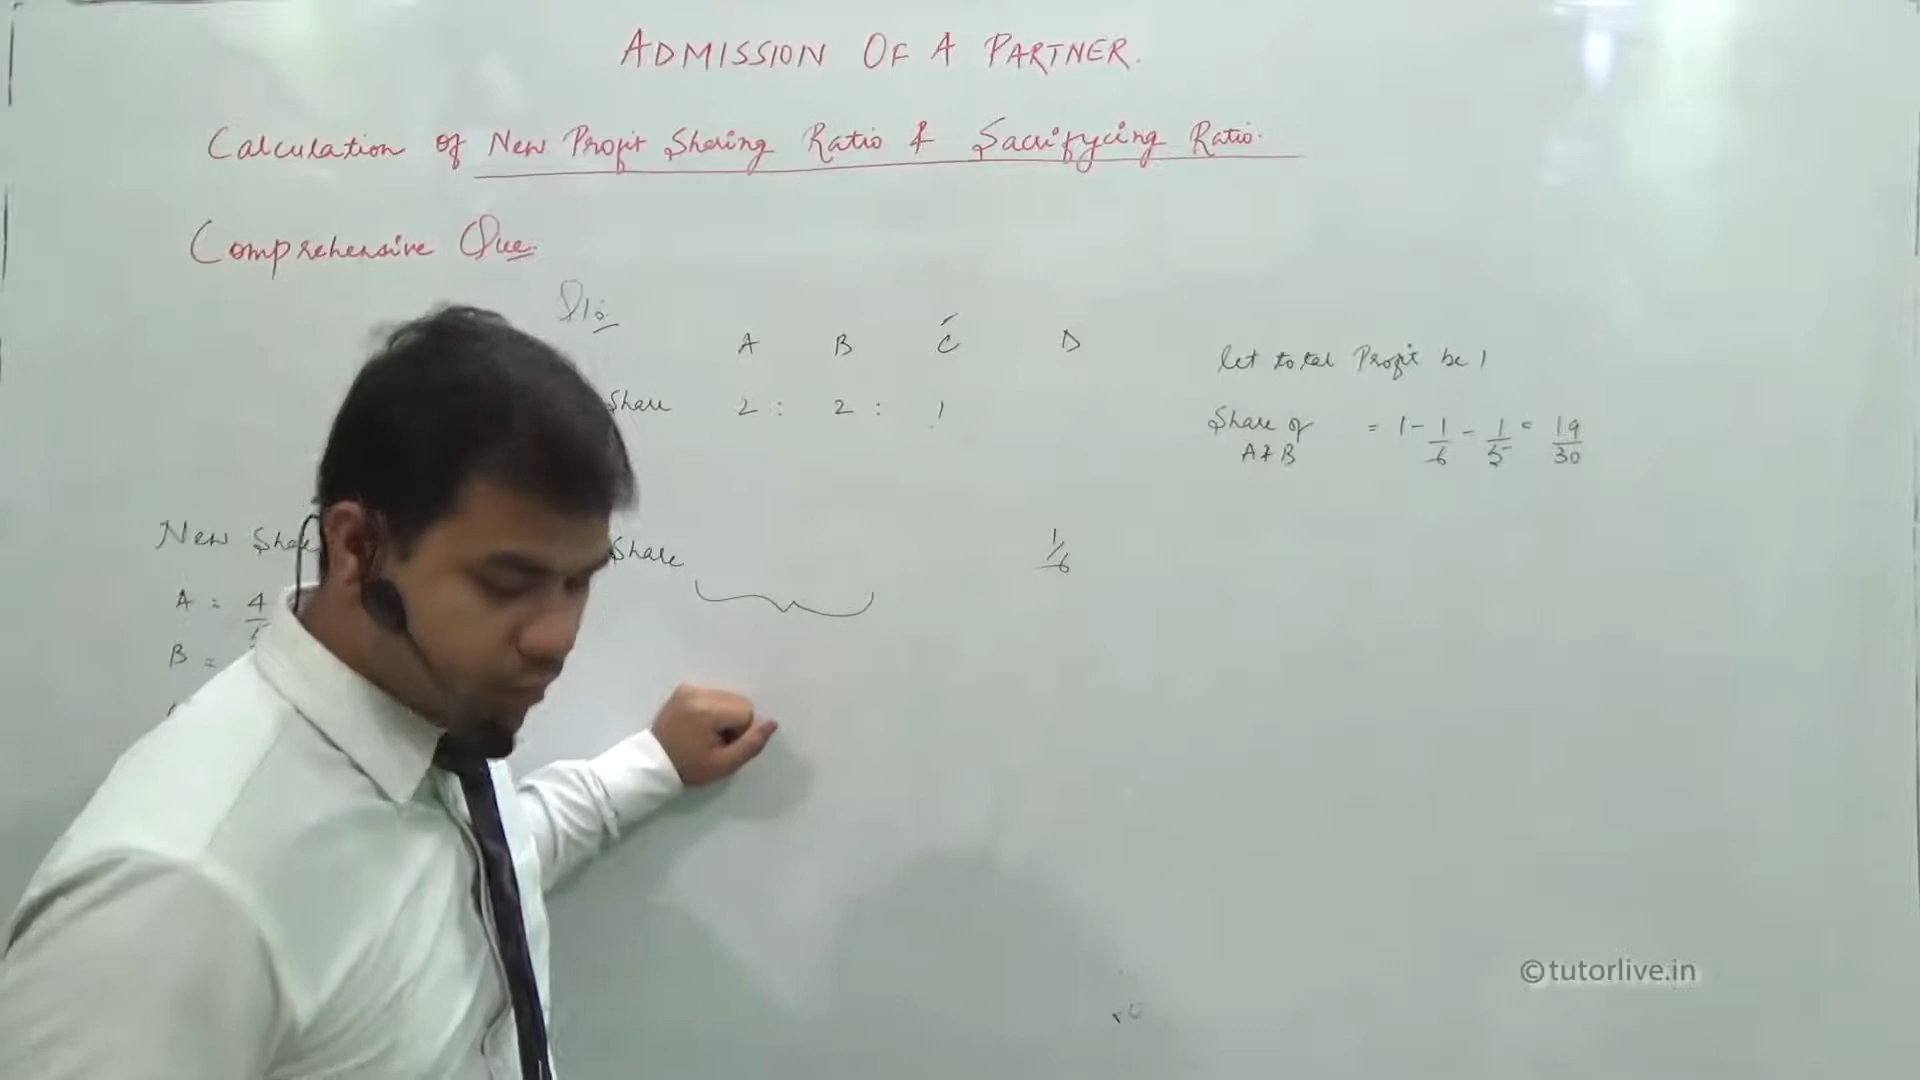 ADMISSION OF A PARTNER.
Calculation of New Profit Sharing Ratio & Sacrifycing Ratio.
Comprehensive Que.
A B C D
Share 2 : 2 : 1
let total Profit be 1
Share of A & B = 1 - 1/6 - 1/5 = 19/30
New Share
A = 4
B =
Share 1/6
©tutorlive.in